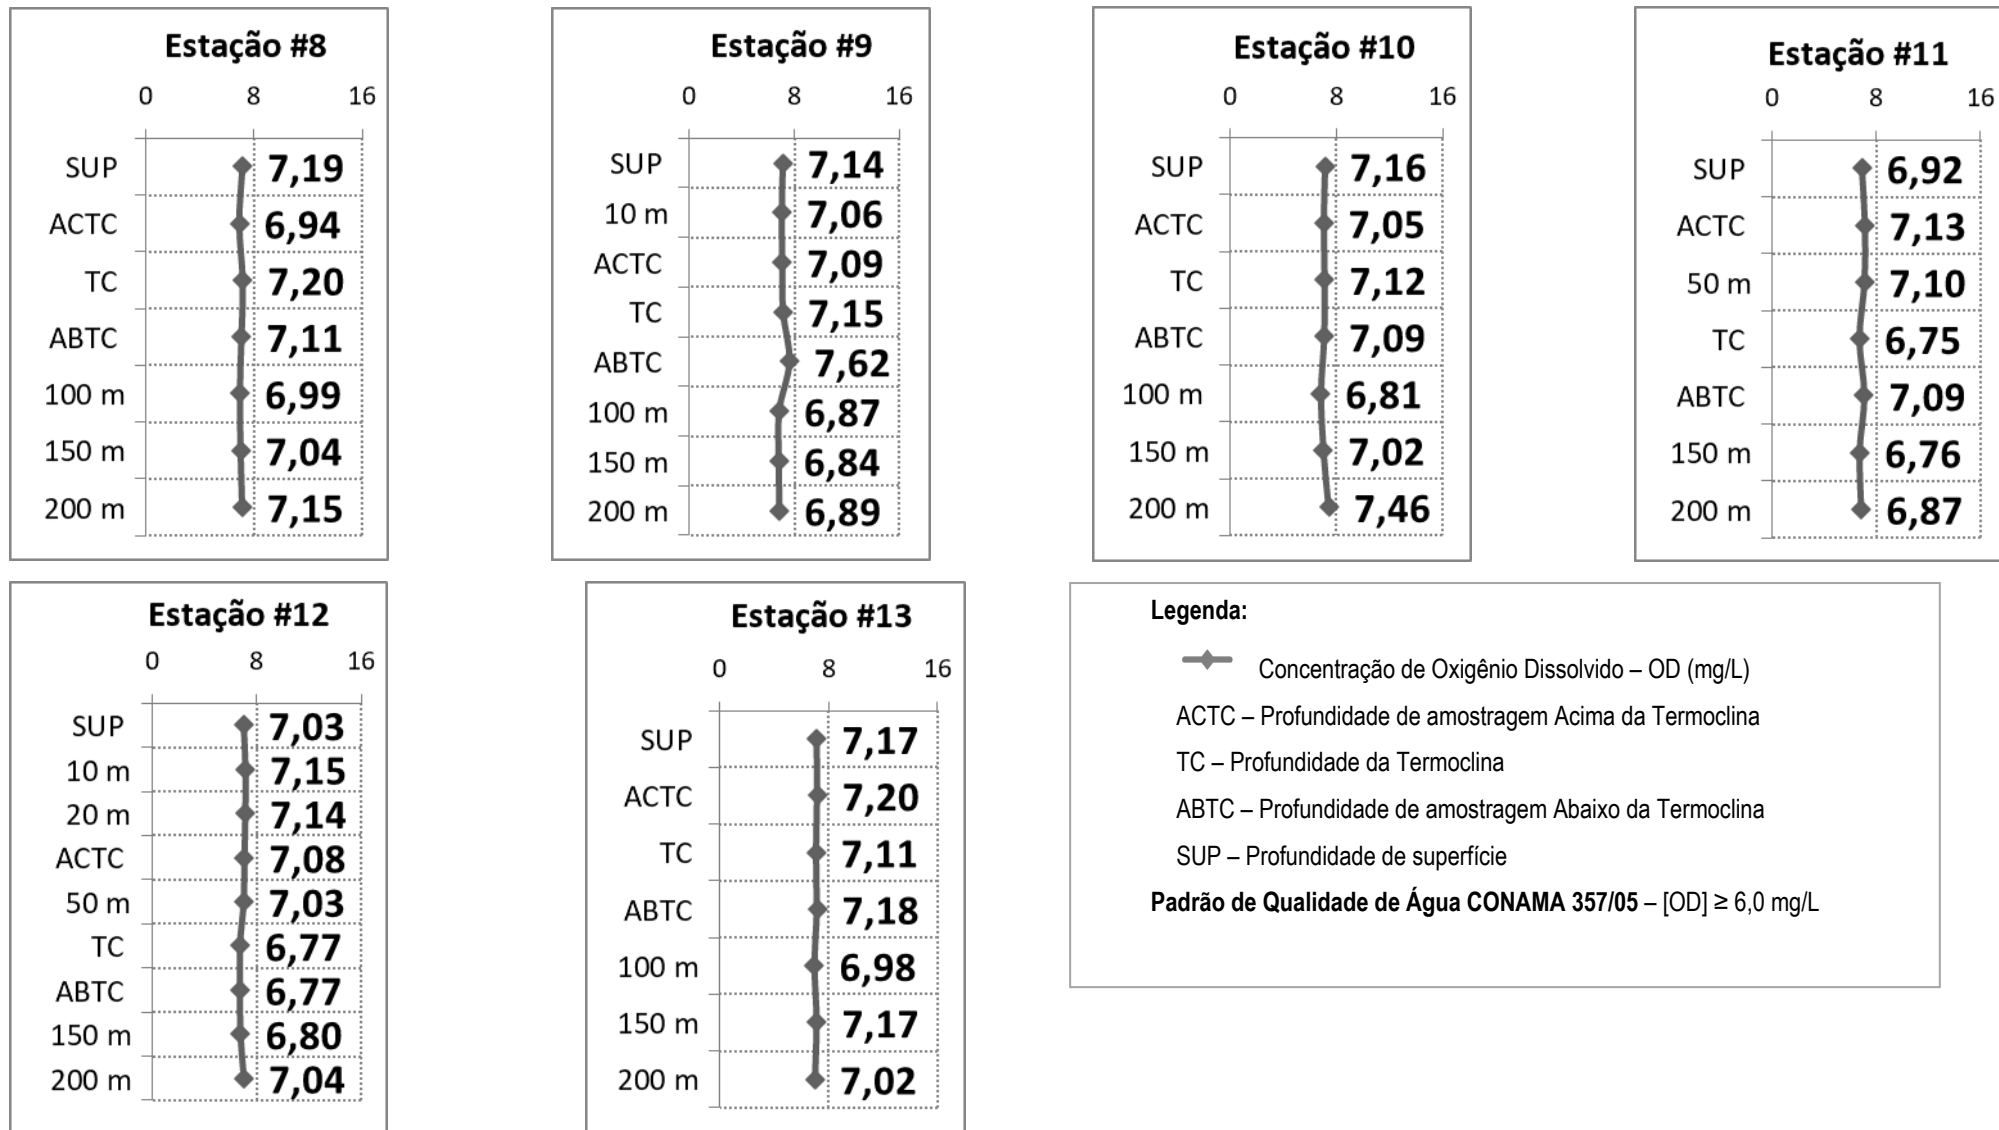 Estação #8
0 8 16
SUP 7,19
ACTC 6,94
TC 7,20
ABTC 7,11
100 m 6,99
150 m 7,04
200 m 7,15
Estação #9
0 8 16
SUP 7,14
10 m 7,06
ACTC 7,09
TC 7,15
ABTC 7,62
100 m 6,87
150 m 6,84
200 m 6,89
Estação #10
0 8 16
SUP 7,16
ACTC 7,05
TC 7,12
ABTC 7,09
100 m 6,81
150 m 7,02
200 m 7,46
Estação #11
0 8 16
SUP 6,92
ACTC 7,13
50 m 7,10
TC 6,75
ABTC 7,09
150 m 6,76
200 m 6,87
Estação #12
0 8 16
SUP 7,03
10 m 7,15
20 m 7,14
ACTC 7,08
50 m 7,03
TC 6,77
ABTC 6,77
150 m 6,80
200 m 7,04
Estação #13
0 8 16
SUP 7,17
ACTC 7,20
TC 7,11
ABTC 7,18
100 m 6,98
150 m 7,17
200 m 7,02
Legenda:
Concentração de Oxigênio Dissolvido – OD (mg/L)
ACTC – Profundidade de amostragem Acima da Termoclina
TC – Profundidade da Termoclina
ABTC – Profundidade de amostragem Abaixo da Termoclina
SUP – Profundidade de superfície
Padrão de Qualidade de Água CONAMA 357/05 – [OD] ≥ 6,0 mg/L